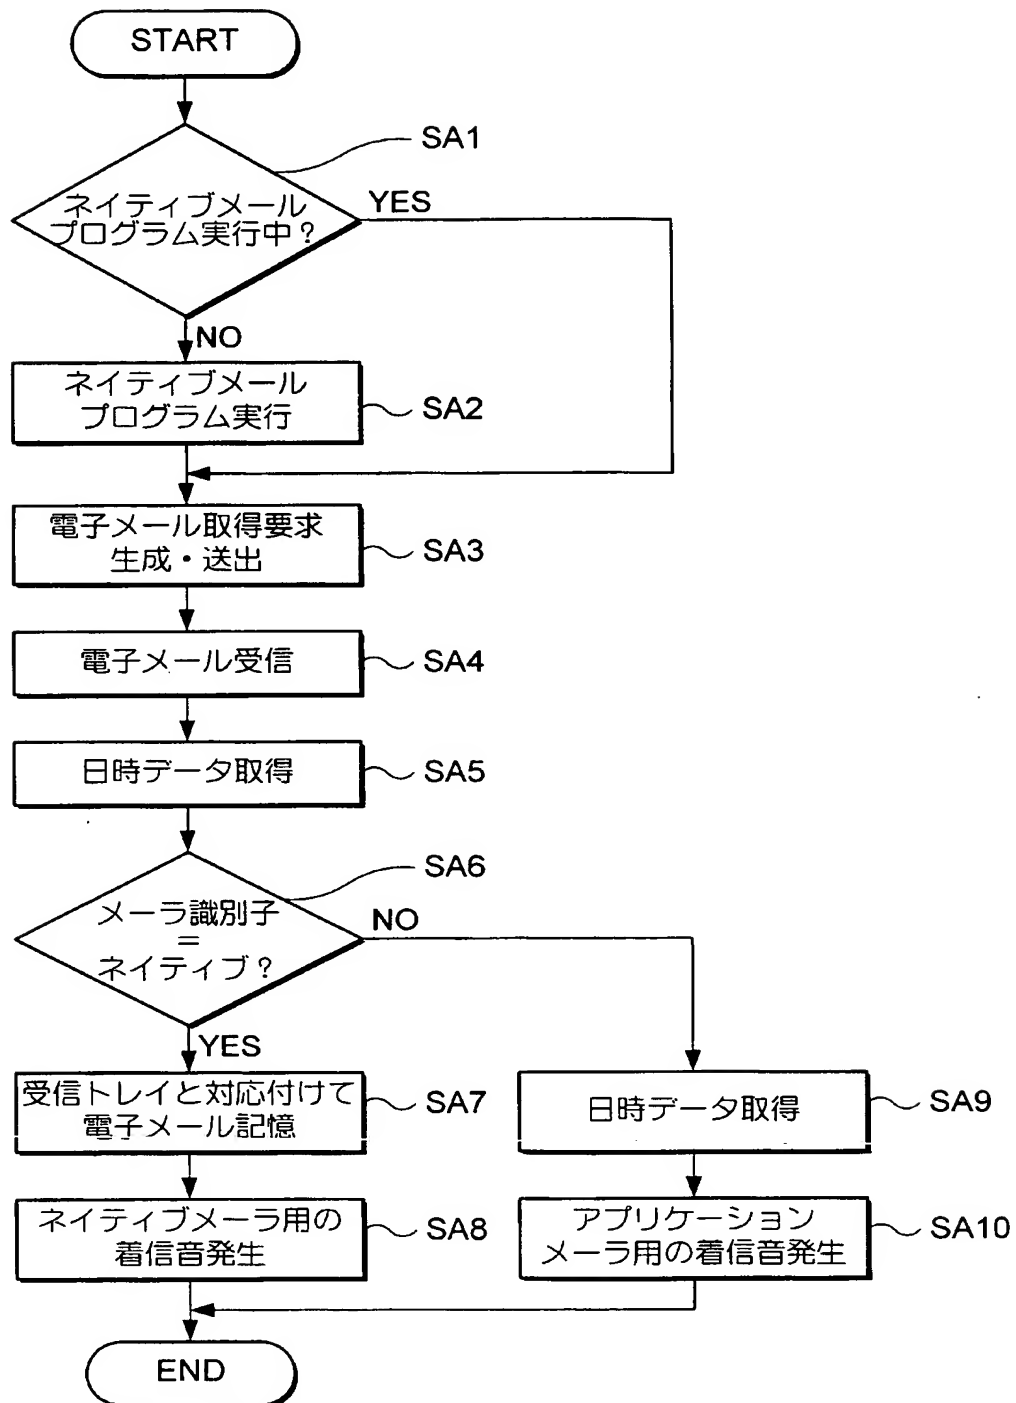 START
SA1
ネイティブメール
プログラム実行中？
YES
NO
ネイティブメール
プログラム実行
SA2
電子メール取得要求
生成・送出
SA3
電子メール受信
SA4
日時データ取得
SA5
SA6
メーラ識別子
=
ネイティブ？
NO
YES
受信トレイと対応付けて
電子メール記憶
SA7
日時データ取得
SA9
ネイティブメーラ用の
着信音発生
SA8
アプリケーション
メーラ用の着信音発生
SA10
END